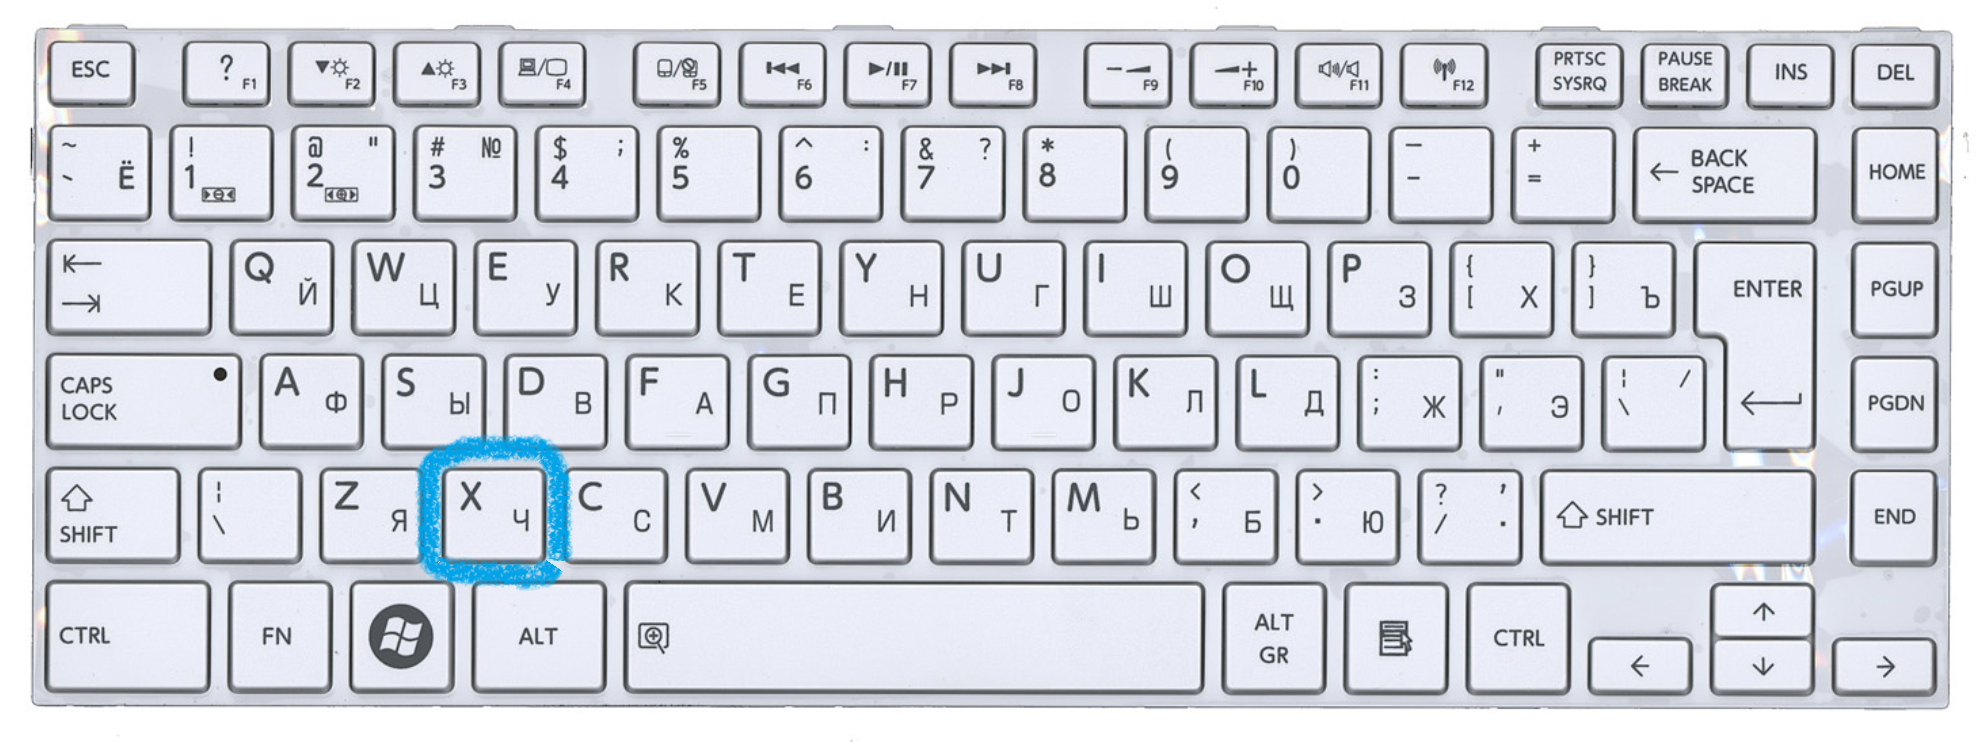 ESC ? F1 F2 F3 F4 F5 F6 F7 F8 F9 F10 F11 F12 PRTSC SYSRQ PAUSE BREAK INS DEL
~ ` Ё ! 1 @ " 2 # № 3 $ ; 4 % 5 ^ : 6 & ? 7 * 8 ( 9 ) 0 — - + = ← BACK SPACE HOME
Q Й W Ц E У R К T Е Y Н U Г I Ш O Щ P З { [ Х } ] Ъ ENTER PGUP
CAPS LOCK A Ф S Ы D В F А G П H Р J О K Л L Д : ; Ж " ' Э ¦ / \ PGDN
SHIFT ¦ \ Z Я X Ч C С V М B И N Т M Ь < , Б > . Ю ? , / . SHIFT END
CTRL FN ALT ALT GR CTRL ← ↑ ↓ →